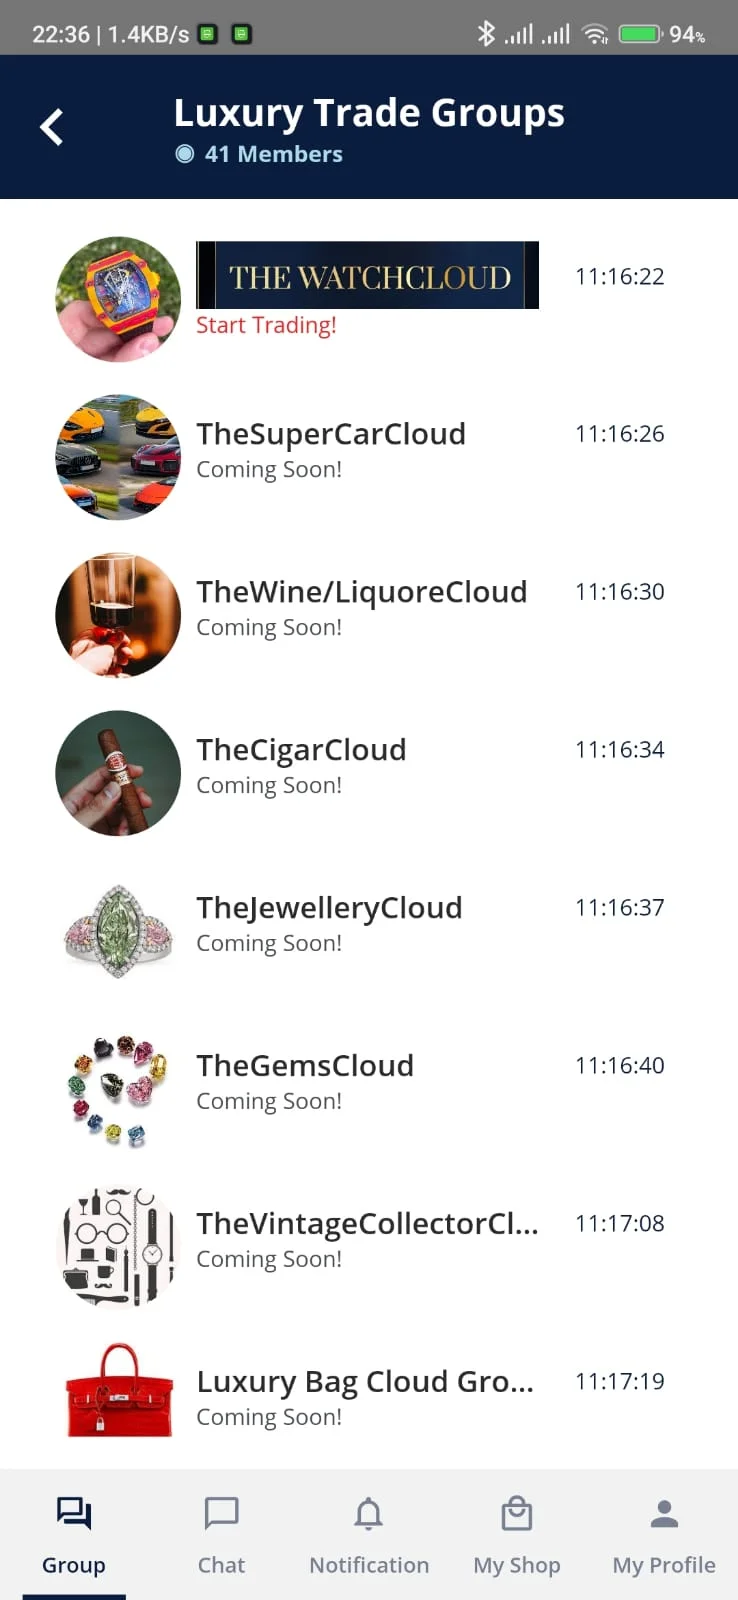 22:36 | 1.4KB/s
94%
Luxury Trade Groups
41 Members
THE WATCHCLOUD
11:16:22
Start Trading!
TheSuperCarCloud
11:16:26
Coming Soon!
TheWine/LiquoreCloud
11:16:30
Coming Soon!
TheCigarCloud
11:16:34
Coming Soon!
TheJewelleryCloud
11:16:37
Coming Soon!
TheGemsCloud
11:16:40
Coming Soon!
TheVintageCollectorCl...
11:17:08
Coming Soon!
Luxury Bag Cloud Gro...
11:17:19
Coming Soon!
Group
Chat
Notification
My Shop
My Profile